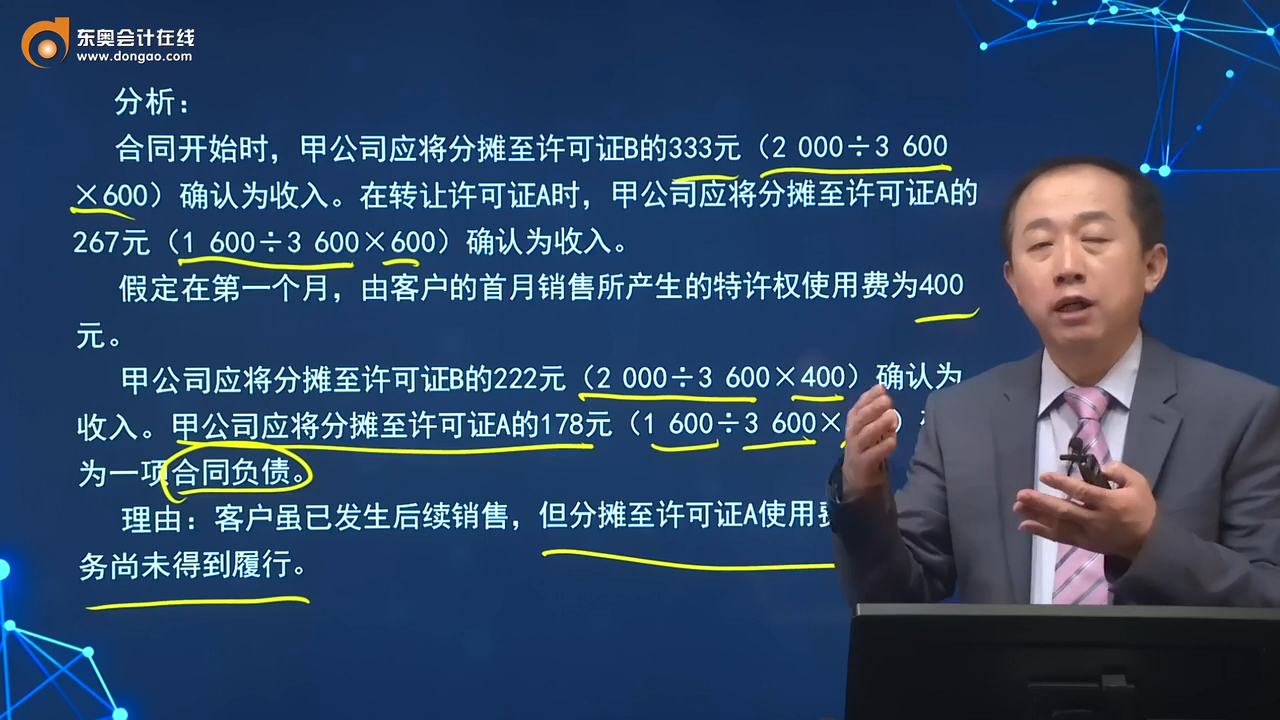 东奥会计在线
www.dongao.com
分析：
合同开始时，甲公司应将分摊至许可证B的333元（2 000÷3 600
×600）确认为收入。在转让许可证A时，甲公司应将分摊至许可证A的
267元（1 600÷3 600×600）确认为收入。
假定在第一个月，由客户的首月销售所产生的特许权使用费为400
元。
甲公司应将分摊至许可证B的222元（2 000÷3 600×400）确认为
收入。甲公司应将分摊至许可证A的178元（1 600÷3 600×
为一项合同负债。
理由：客户虽已发生后续销售，但分摊至许可证A使用
务尚未得到履行。